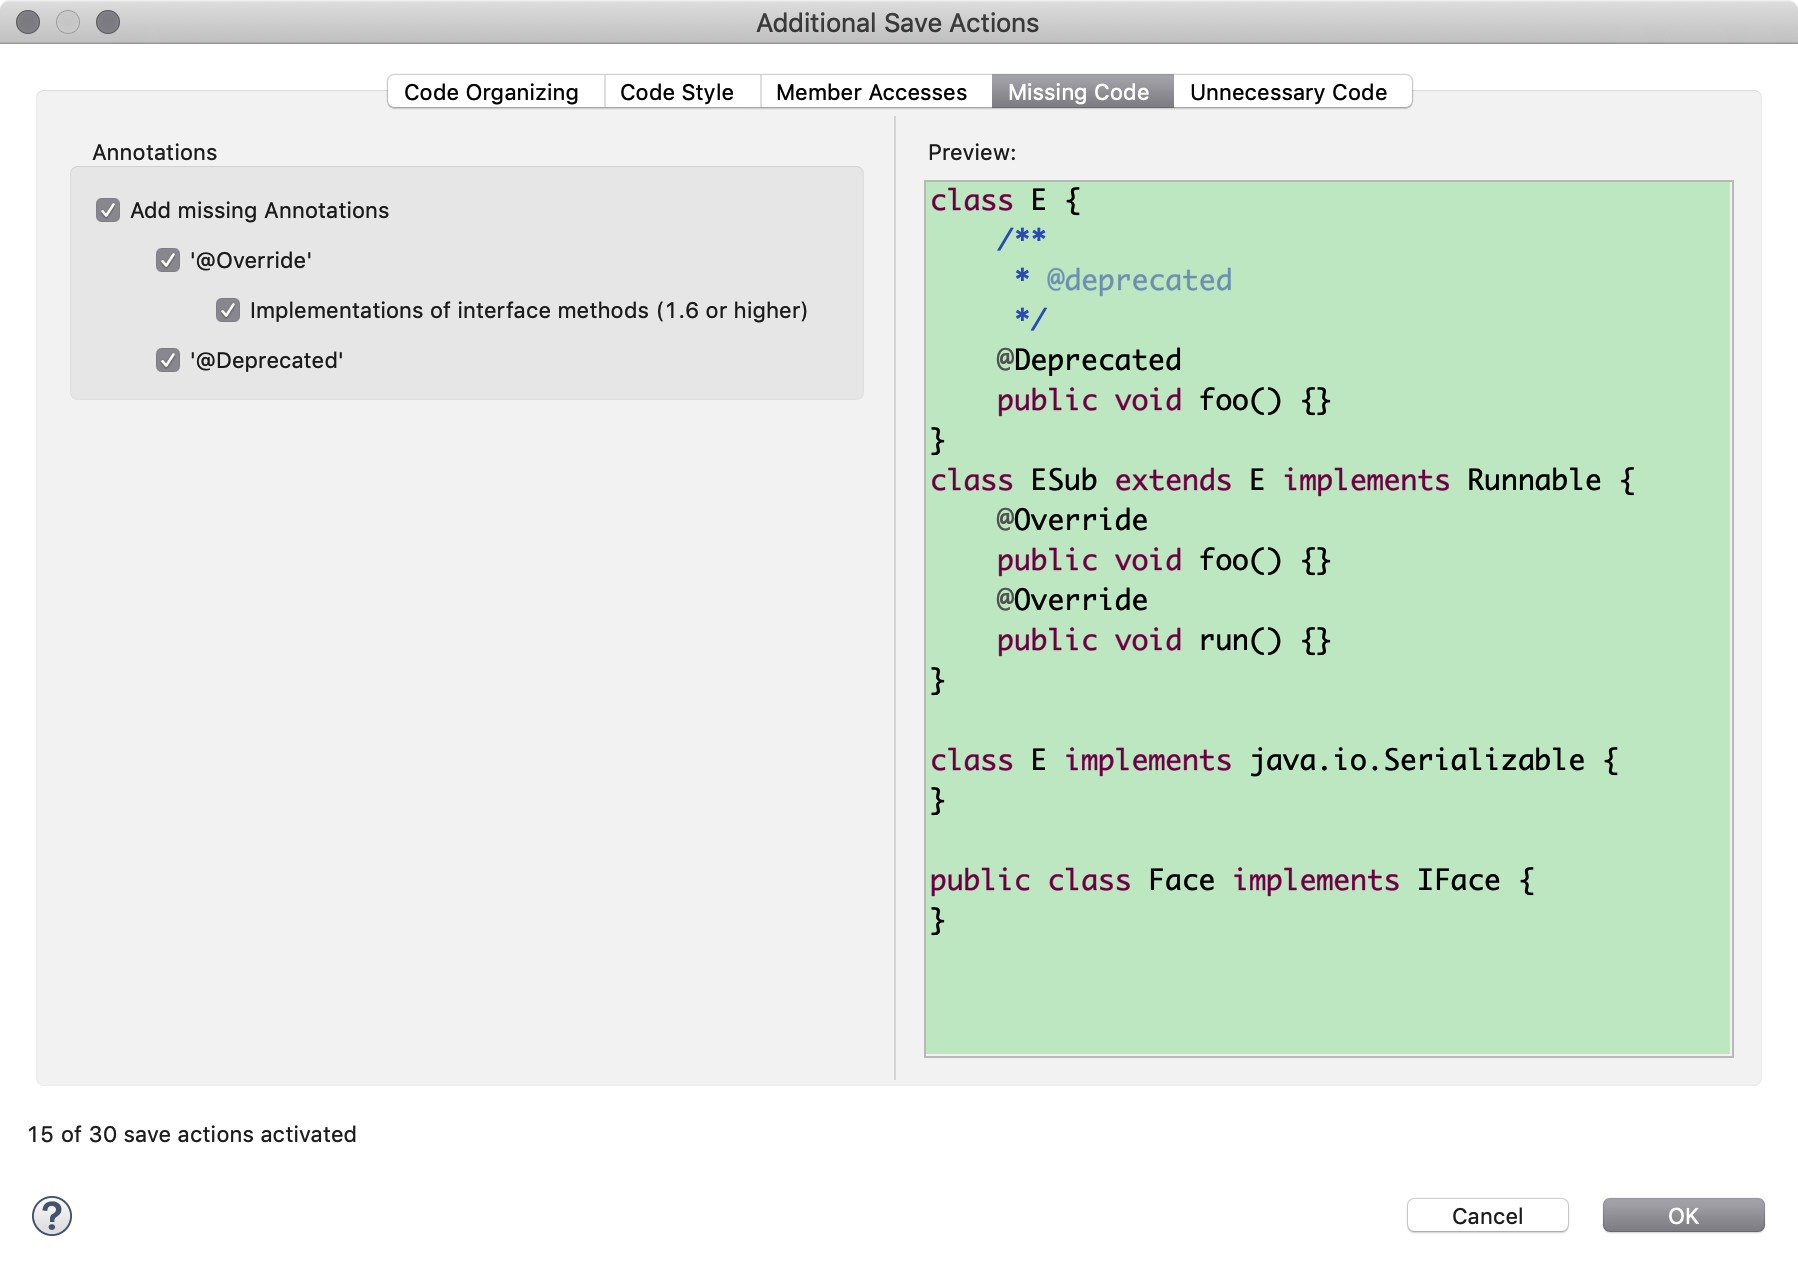 Additional Save Actions
Code Organizing Code Style Member Accesses Missing Code Unnecessary Code
Annotations
Add missing Annotations
'@Override'
Implementations of interface methods (1.6 or higher)
'@Deprecated'
Preview:
class E {
/**
* @deprecated
*/
@Deprecated
public void foo() {}
}
class ESub extends E implements Runnable {
@Override
public void foo() {}
@Override
public void run() {}
}
class E implements java.io.Serializable {
}
public class Face implements IFace {
}
15 of 30 save actions activated
?
Cancel OK